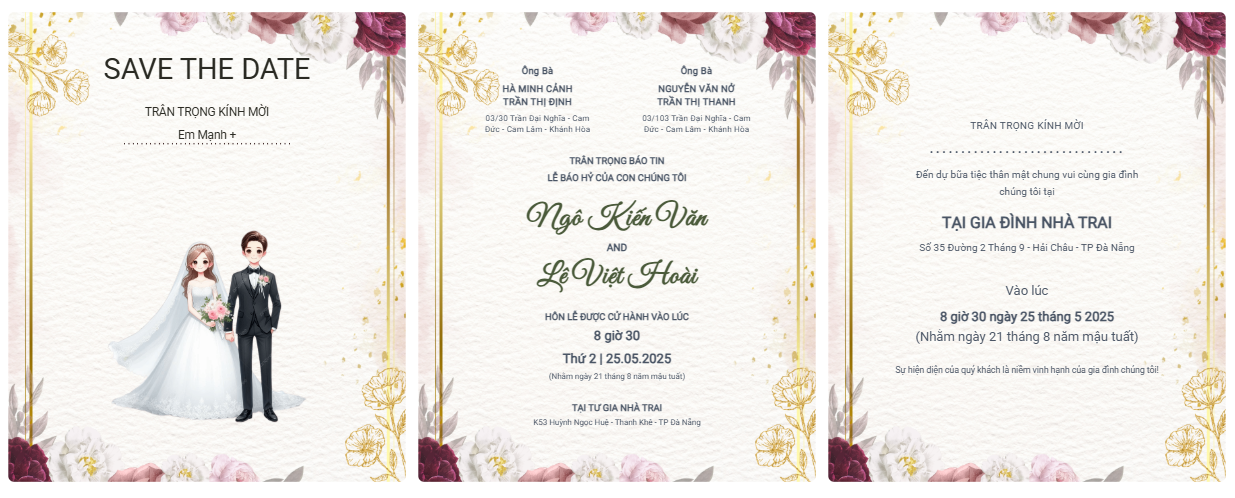 SAVE THE DATE
TRÂN TRỌNG KÍNH MỜI
Em Mạnh +
Ông Bà
HÀ MINH CẢNH
TRẦN THỊ ĐỊNH
03/30 Trần Đại Nghĩa - Cam
Đức - Cam Lâm - Khánh Hòa
Ông Bà
NGUYỄN VĂN NỞ
TRẦN THỊ THANH
03/103 Trần Đại Nghĩa - Cam
Đức - Cam Lâm - Khánh Hòa
TRÂN TRỌNG BÁO TIN
LỄ BÁO HỶ CỦA CON CHÚNG TÔI
Ngô Kiến Văn
AND
Lê Việt Hoài
HÔN LỄ ĐƯỢC CỬ HÀNH VÀO LÚC
8 giờ 30
Thứ 2 | 25.05.2025
(Nhằm ngày 21 tháng 8 năm mậu tuất)
TẠI TƯ GIA NHÀ TRAI
K53 Huỳnh Ngọc Huệ - Thanh Khê - TP Đà Nẵng
TRÂN TRỌNG KÍNH MỜI
Đến dự bữa tiệc thân mật chung vui cùng gia đình
chúng tôi tại
TẠI GIA ĐÌNH NHÀ TRAI
Số 35 Đường 2 Tháng 9 - Hải Châu - TP Đà Nẵng
Vào lúc
8 giờ 30 ngày 25 tháng 5 2025
(Nhằm ngày 21 tháng 8 năm mậu tuất)
Sự hiện diện của quý khách là niềm vinh hạnh của gia đình chúng tôi!